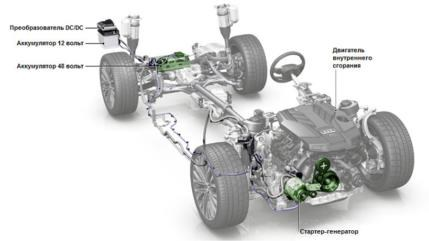 Преобразователь DC/DC
Аккумулятор 12 вольт
Аккумулятор 48 вольт
Двигатель
внутреннего
сгорания
Стартер-генератор